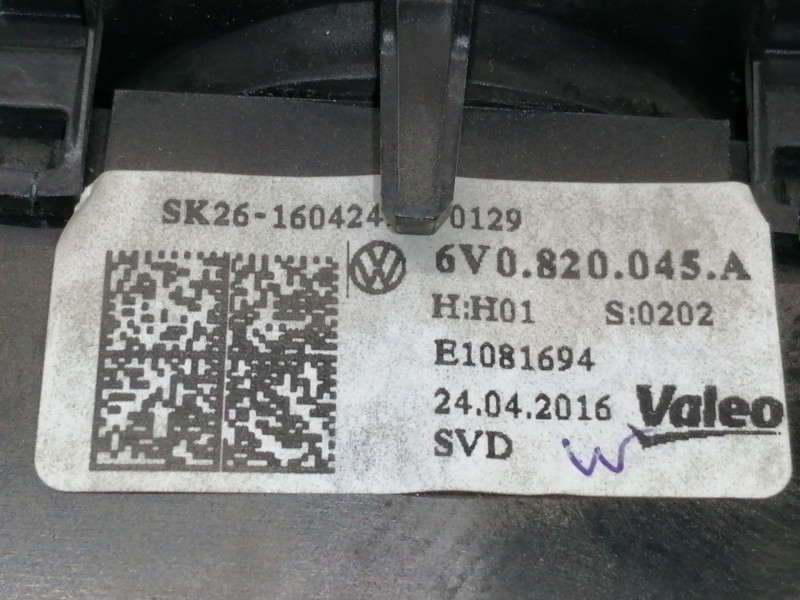 SK26-160424 0129
6V0.820.045.A
H:H01 S:0202
E1081694
24.04.2016 Valeo
SVD W